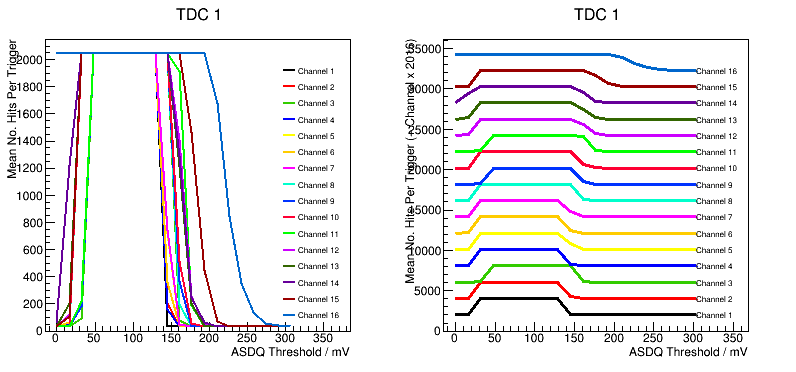 TDC 1
Mean No. Hits Per Trigger
2000
1800
1600
1400
1200
1000
800
600
400
200
0
0 50 100 150 200 250 300 350
ASDQ Threshold / mV
Channel 1
Channel 2
Channel 3
Channel 4
Channel 5
Channel 6
Channel 7
Channel 8
Channel 9
Channel 10
Channel 11
Channel 12
Channel 13
Channel 14
Channel 15
Channel 16
TDC 1
Mean No. Hits Per Trigger (+ Channel x 2016)
35000
30000
25000
20000
15000
10000
5000
0
0 50 100 150 200 250 300 350
ASDQ Threshold / mV
Channel 16
Channel 15
Channel 14
Channel 13
Channel 12
Channel 11
Channel 10
Channel 9
Channel 8
Channel 7
Channel 6
Channel 5
Channel 4
Channel 3
Channel 2
Channel 1